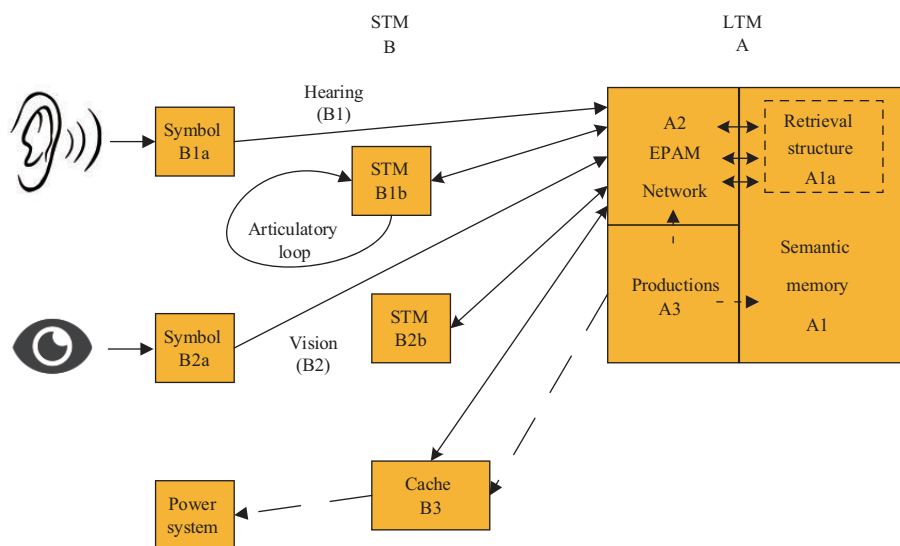 STM
B
LTM
A
Hearing
(B1)
Symbol
B1a
STM
B1b
Articulatory
loop
A2
EPAM
Network
Retrieval
structure
A1a
Productions
A3
Semantic
memory
A1
Symbol
B2a
Vision
(B2)
STM
B2b
Cache
B3
Power
system